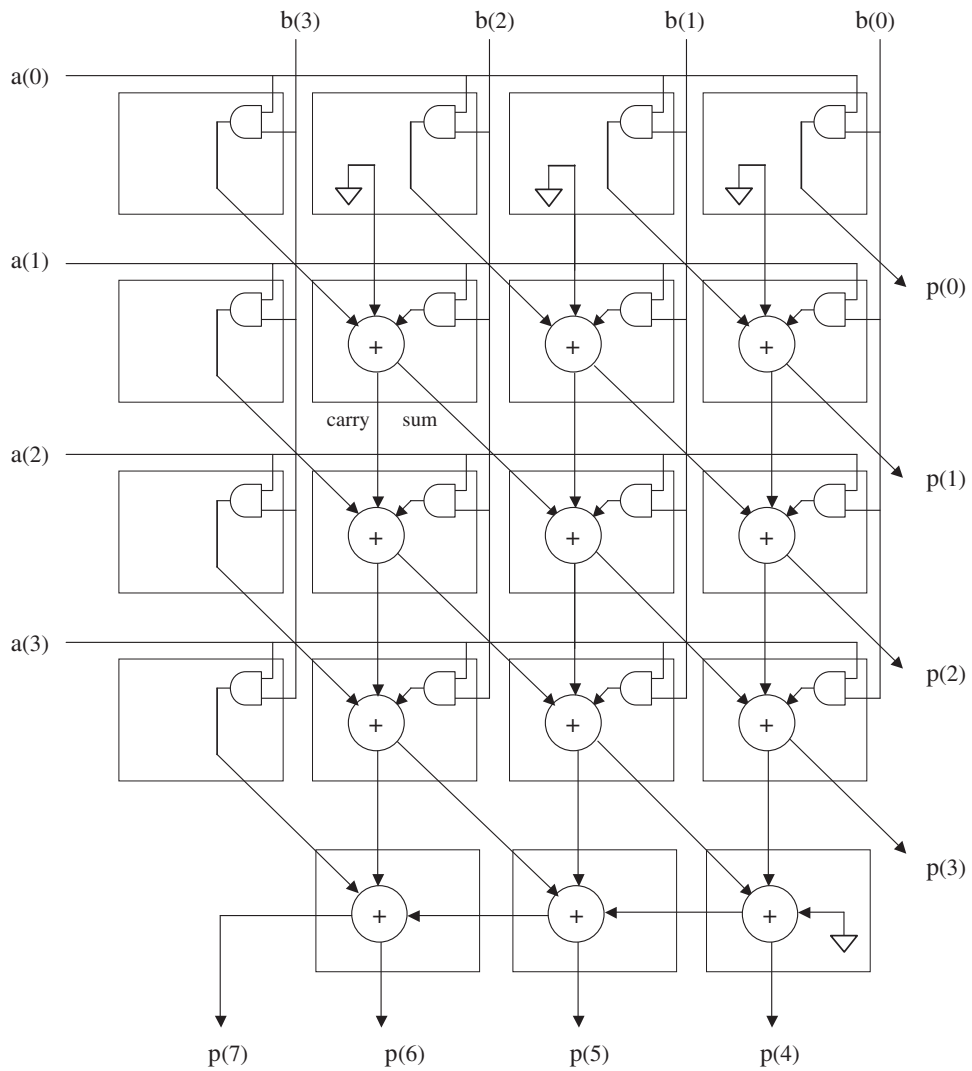 b(3) b(2) b(1) b(0)
a(0)
a(1)
p(0)
+ + +
carry sum
a(2)
p(1)
+ + +
a(3)
p(2)
+ + +
p(3)
+ + +
p(7) p(6) p(5) p(4)